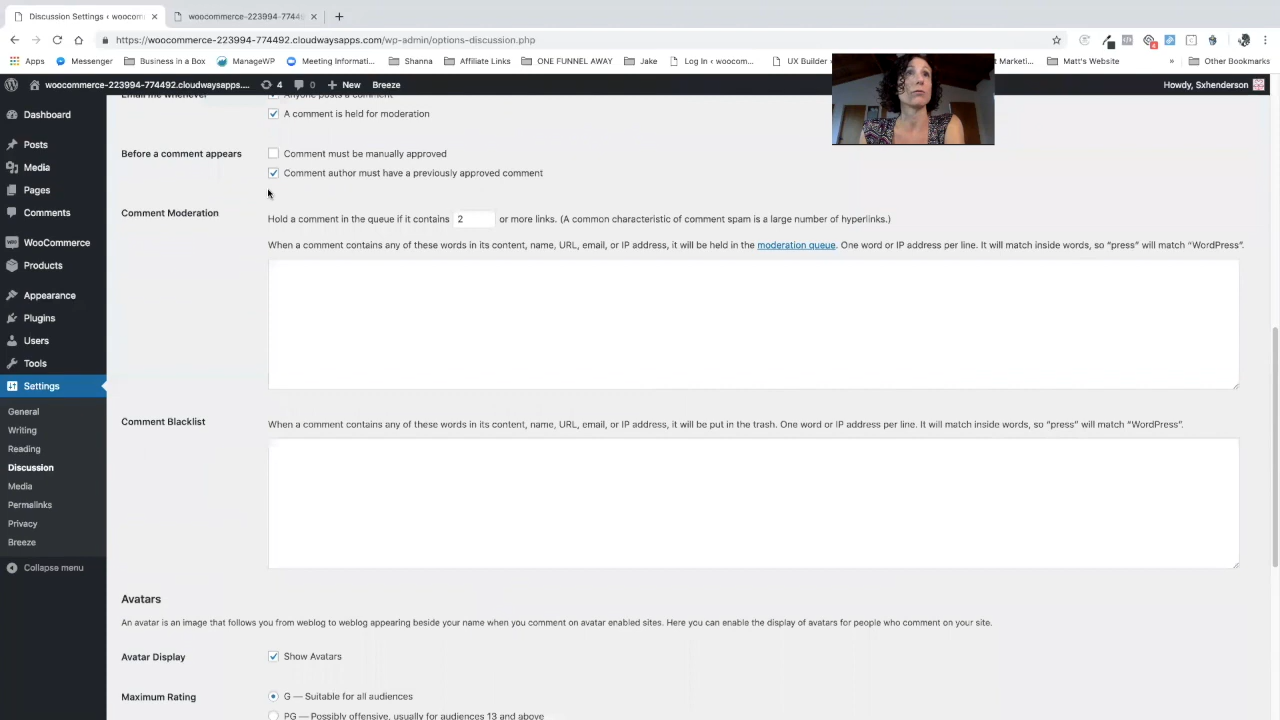 Discussion Settings ‹ woocom
woocommerce-223994-7744
https://woocommerce-223994-774492.cloudwaysapps.com/wp-admin/options-discussion.php
Apps Messenger Business in a Box ManageWP Meeting Informati... Shanna Affiliate Links ONE FUNNEL AWAY Jake Log In ‹ woocom... UX Builder Marketi... Matt's Website » Other Bookmarks
woocommerce-223994-774492.cloudwaysapps.... 4 0 New Breeze Howdy, Sxhenderson
Dashboard
Posts
Media
Pages
Comments
WooCommerce
Products
Appearance
Plugins
Users
Tools
Settings
General
Writing
Reading
Discussion
Media
Permalinks
Privacy
Breeze
Collapse menu
Email me whenever Anyone posts a comment
A comment is held for moderation
Before a comment appears Comment must be manually approved
Comment author must have a previously approved comment
Comment Moderation Hold a comment in the queue if it contains 2 or more links. (A common characteristic of comment spam is a large number of hyperlinks.)
When a comment contains any of these words in its content, name, URL, email, or IP address, it will be held in the moderation queue. One word or IP address per line. It will match inside words, so “press” will match “WordPress”.
Comment Blacklist When a comment contains any of these words in its content, name, URL, email, or IP address, it will be put in the trash. One word or IP address per line. It will match inside words, so “press” will match “WordPress”.
Avatars
An avatar is an image that follows you from weblog to weblog appearing beside your name when you comment on avatar enabled sites. Here you can enable the display of avatars for people who comment on your site.
Avatar Display Show Avatars
Maximum Rating G — Suitable for all audiences
PG — Possibly offensive, usually for audiences 13 and above